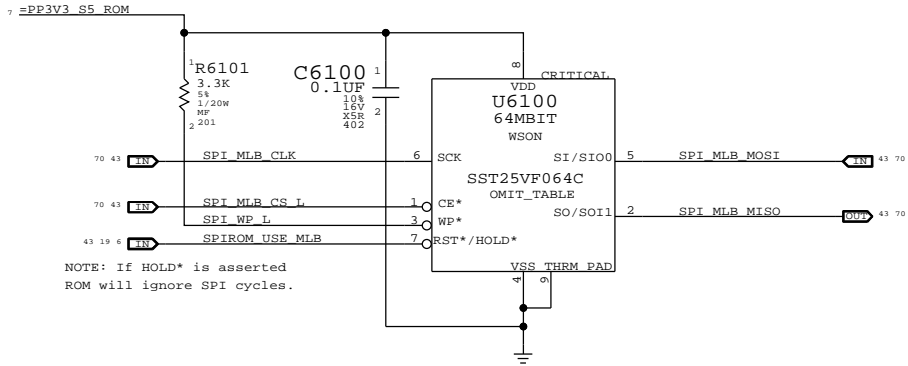 7 =PP3V3_S5_ROM
1
R6101
3.3K
5%
1/20W
MF
201
2
C6100
0.1UF
10%
16V
X5R
402
1
2
8
VDD
CRITICAL
U6100
64MBIT
WSON
SST25VF064C
OMIT_TABLE
70 43 IN SPI_MLB_CLK 6 SCK
SI/SIO0 5 SPI_MLB_MOSI IN 43 70
70 43 IN SPI_MLB_CS_L 1 CE*
SPI_WP_L 3 WP*
SO/SOI1 2 SPI_MLB_MISO OUT 43 70
43 19 6 IN SPIROM_USE_MLB 7 RST*/HOLD*
VSS THRM_PAD
4 9
NOTE: If HOLD* is asserted
ROM will ignore SPI cycles.